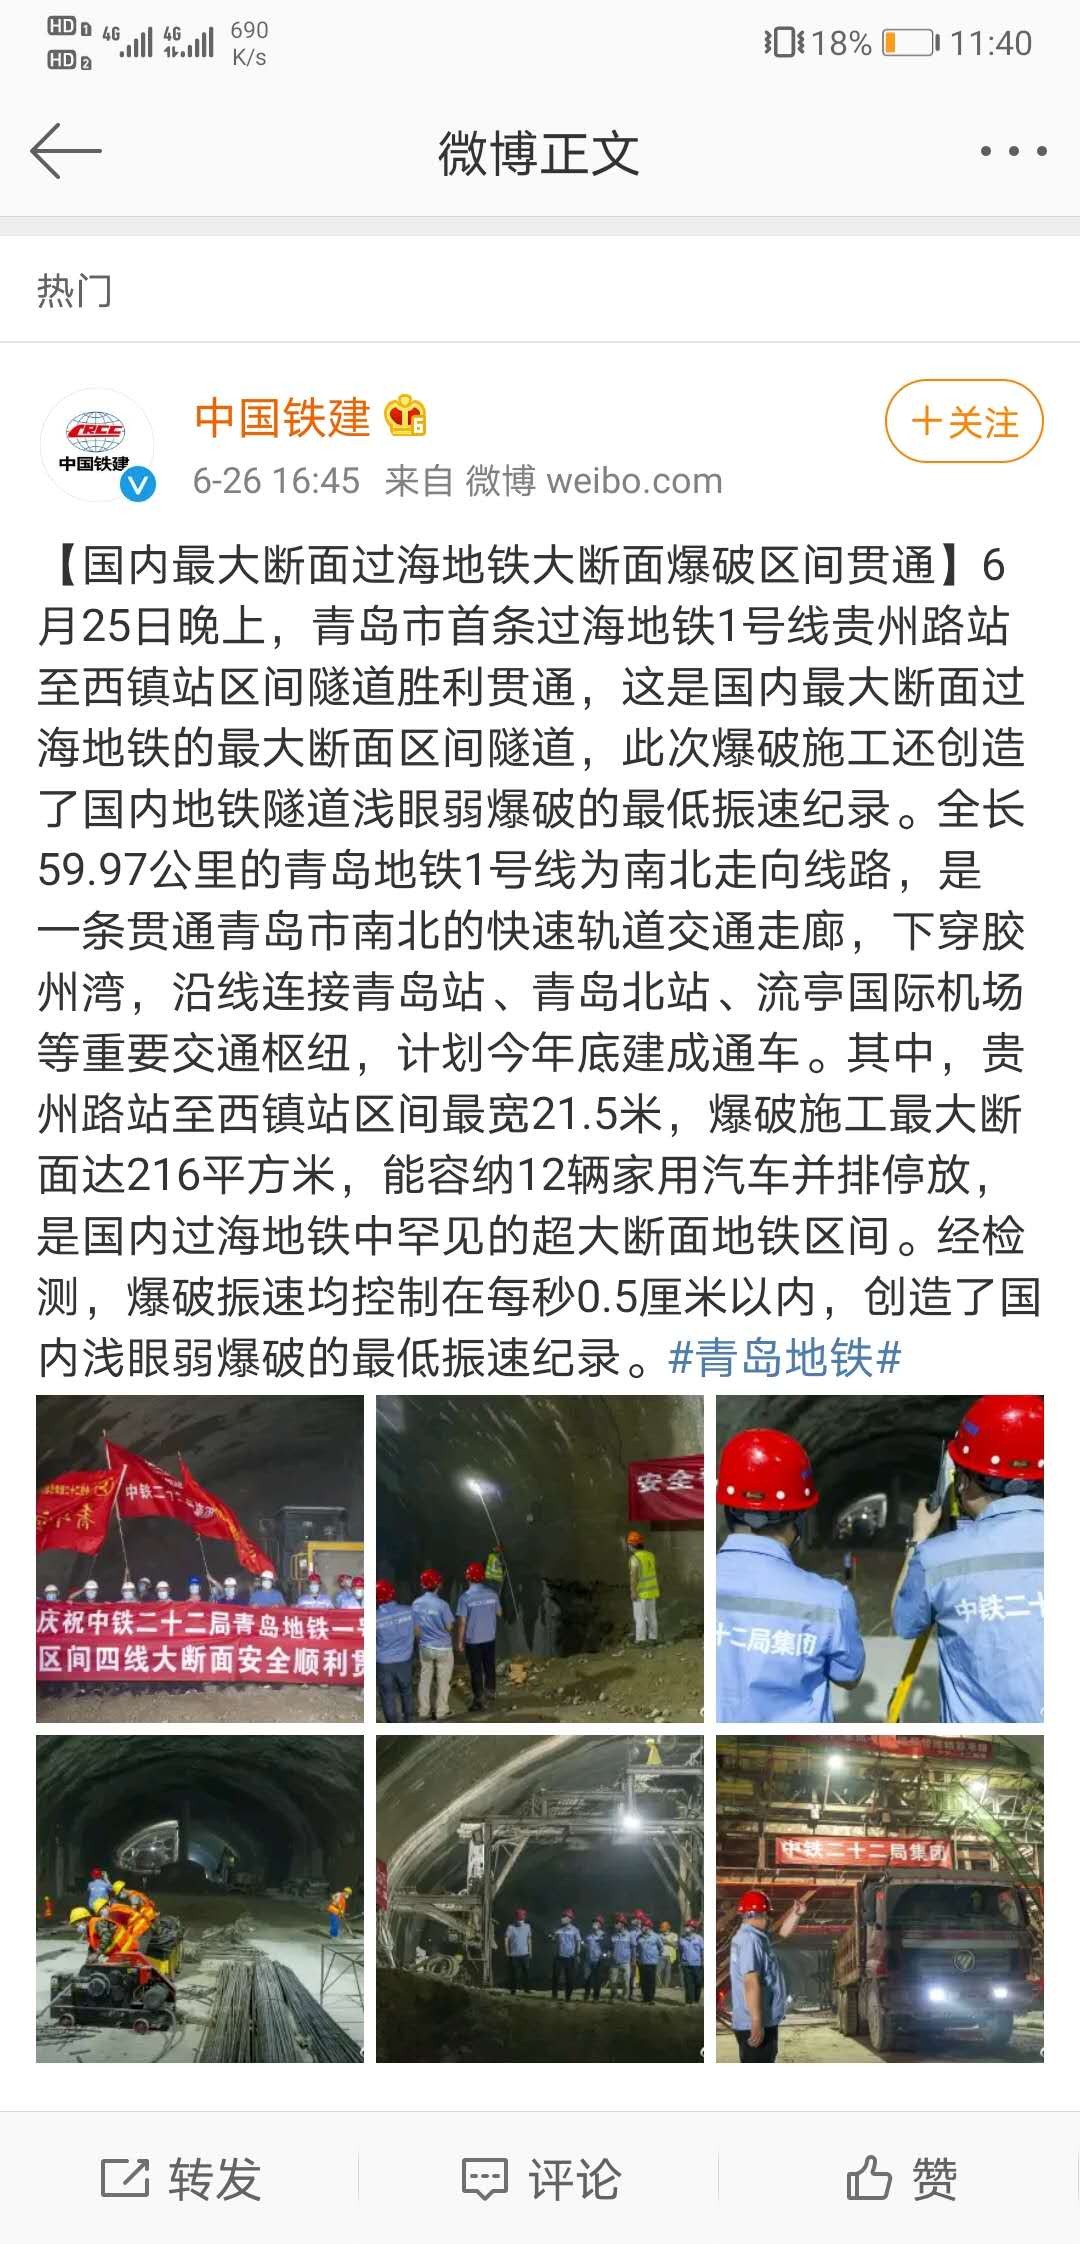 HD 1 4G 4G 690
HD 2 K/s
18% 11:40
微博正文
热门
CRCC
中国铁建
中国铁建
+关注
6-26 16:45 来自 微博 weibo.com
【国内最大断面过海地铁大断面爆破区间贯通】6
月25日晚上，青岛市首条过海地铁1号线贵州路站
至西镇站区间隧道胜利贯通，这是国内最大断面过
海地铁的最大断面区间隧道，此次爆破施工还创造
了国内地铁隧道浅眼弱爆破的最低振速纪录。全长
59.97公里的青岛地铁1号线为南北走向线路，是
一条贯通青岛市南北的快速轨道交通走廊，下穿胶
州湾，沿线连接青岛站、青岛北站、流亭国际机场
等重要交通枢纽，计划今年底建成通车。其中，贵
州路站至西镇站区间最宽21.5米，爆破施工最大断
面达216平方米，能容纳12辆家用汽车并排停放，
是国内过海地铁中罕见的超大断面地铁区间。经检
测，爆破振速均控制在每秒0.5厘米以内，创造了国
内浅眼弱爆破的最低振速纪录。#青岛地铁#
中铁二十二
庆祝中铁二十二局青岛地铁一号
区间四线大断面安全顺利贯
安全
十二局集团
中铁二十
中铁二十二局集团
转发
评论
赞